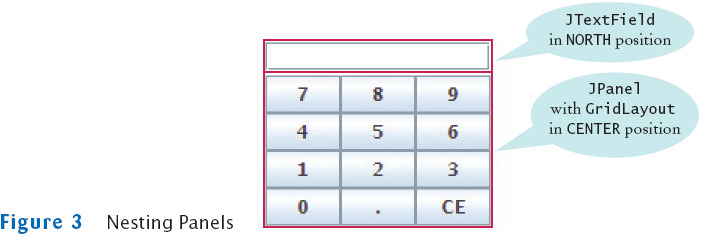 JTextField
in NORTH position
JPanel
with GridLayout
in CENTER position
7 8 9
4 5 6
1 2 3
0 . CE
Figure 3 Nesting Panels